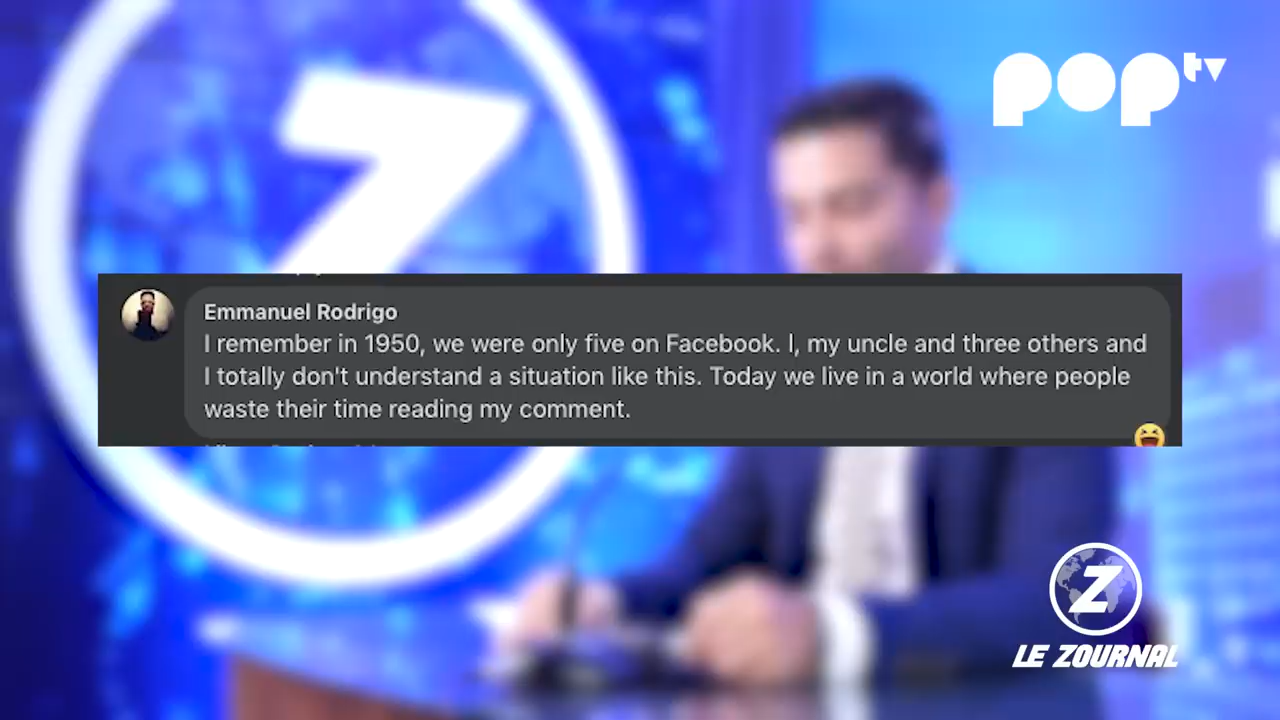 Z
pop tv
Emmanuel Rodrigo
I remember in 1950, we were only five on Facebook. I, my uncle and three others and
I totally don't understand a situation like this. Today we live in a world where people
waste their time reading my comment.
Z
LE ZOURNAL